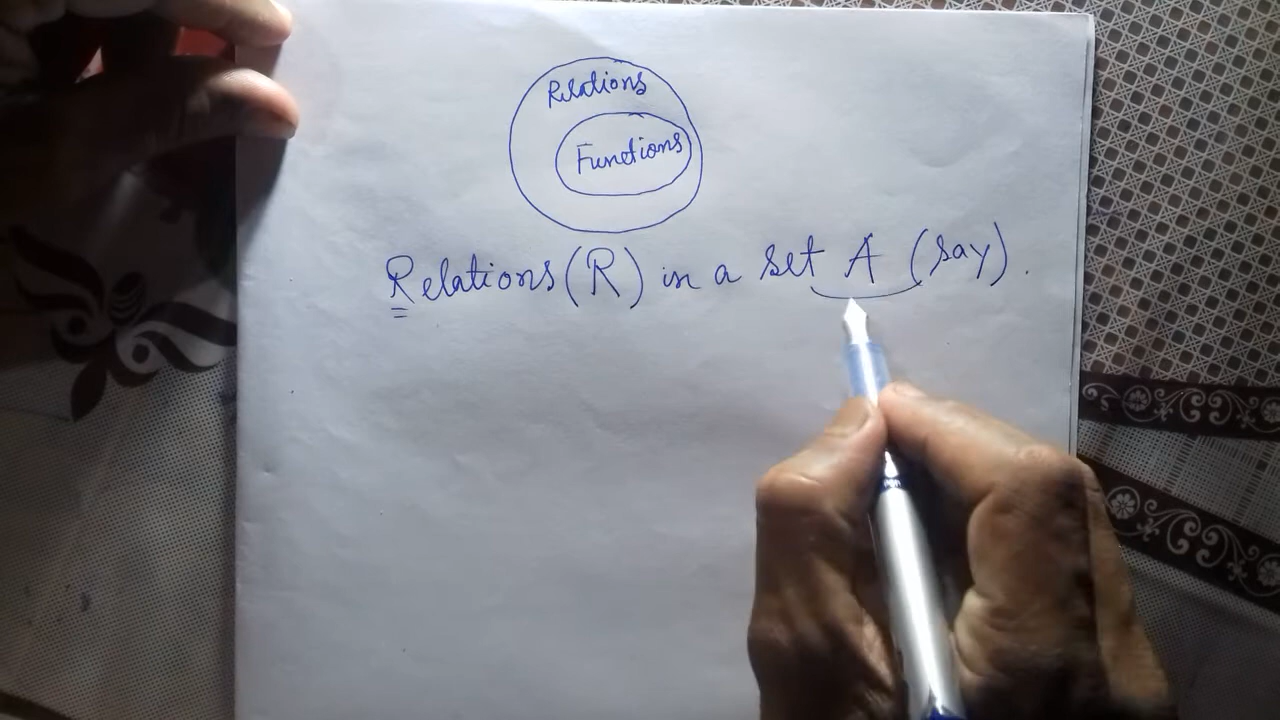 Relations
Functions
Relations (R) in a set A (say).